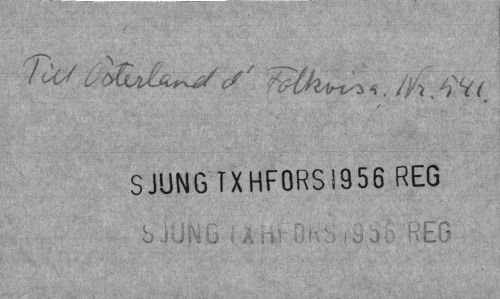 Till Österland d' Folkvisa. Nr. 541.
SJUNG TX HFORS 1956 REG
SJUNG TX HFORS 1956 REG